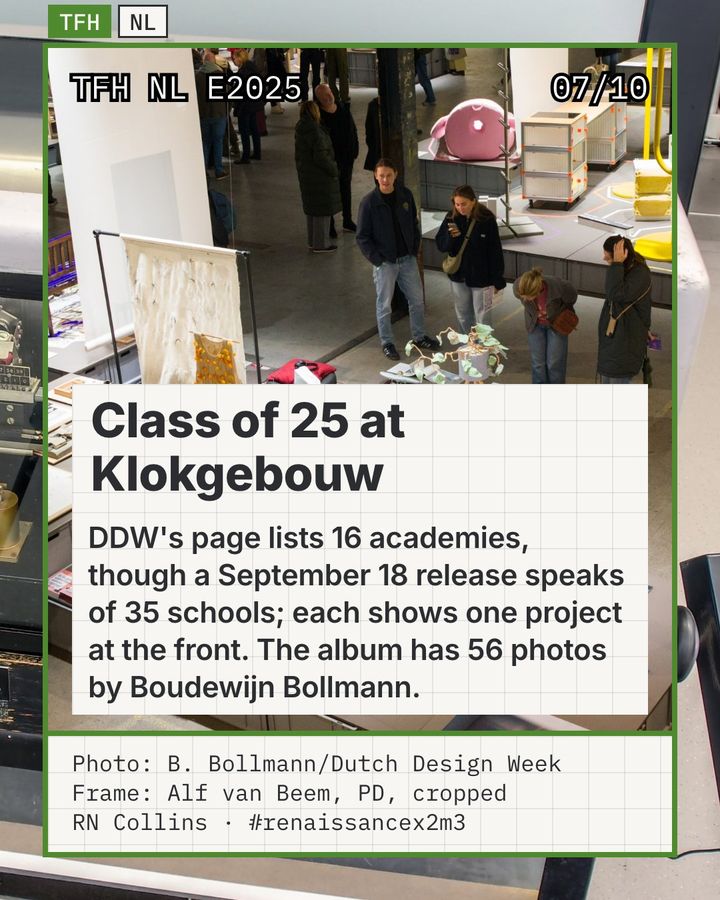 TFH NL
TFH NL E2025 07/10
Class of 25 at
Klokgebouw
DDW's page lists 16 academies,
though a September 18 release speaks
of 35 schools; each shows one project
at the front. The album has 56 photos
by Boudewijn Bollmann.
Photo: B. Bollmann/Dutch Design Week
Frame: Alf van Beem, PD, cropped
RN Collins · #renaissancex2m3